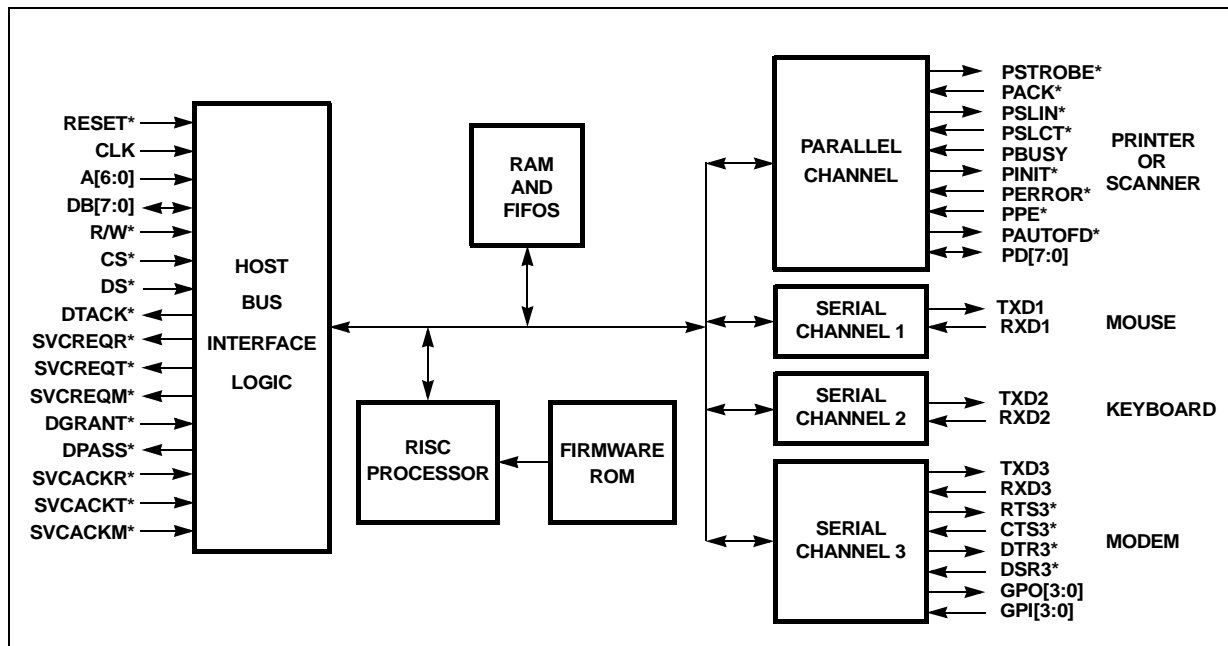 RESET*
CLK
A[6:0]
DB[7:0]
R/W*
CS*
DS*
DTACK*
SVCREQR*
SVCREQT*
SVCREQM*
DGRANT*
DPASS*
SVCACKR*
SVCACKT*
SVCACKM*
HOST
BUS
INTERFACE
LOGIC
RAM
AND
FIFOS
RISC
PROCESSOR
FIRMWARE
ROM
PARALLEL
CHANNEL
PSTROBE*
PACK*
PSLIN*
PSLCT*
PBUSY
PINIT*
PERROR*
PPE*
PAUTOFD*
PD[7:0]
PRINTER
OR
SCANNER
SERIAL
CHANNEL 1
TXD1
RXD1
MOUSE
SERIAL
CHANNEL 2
TXD2
RXD2
KEYBOARD
SERIAL
CHANNEL 3
TXD3
RXD3
RTS3*
CTS3*
DTR3*
DSR3*
GPO[3:0]
GPI[3:0]
MODEM